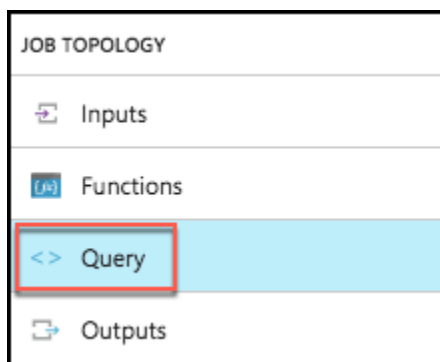 JOB TOPOLOGY
Inputs
Functions
<> Query
Outputs